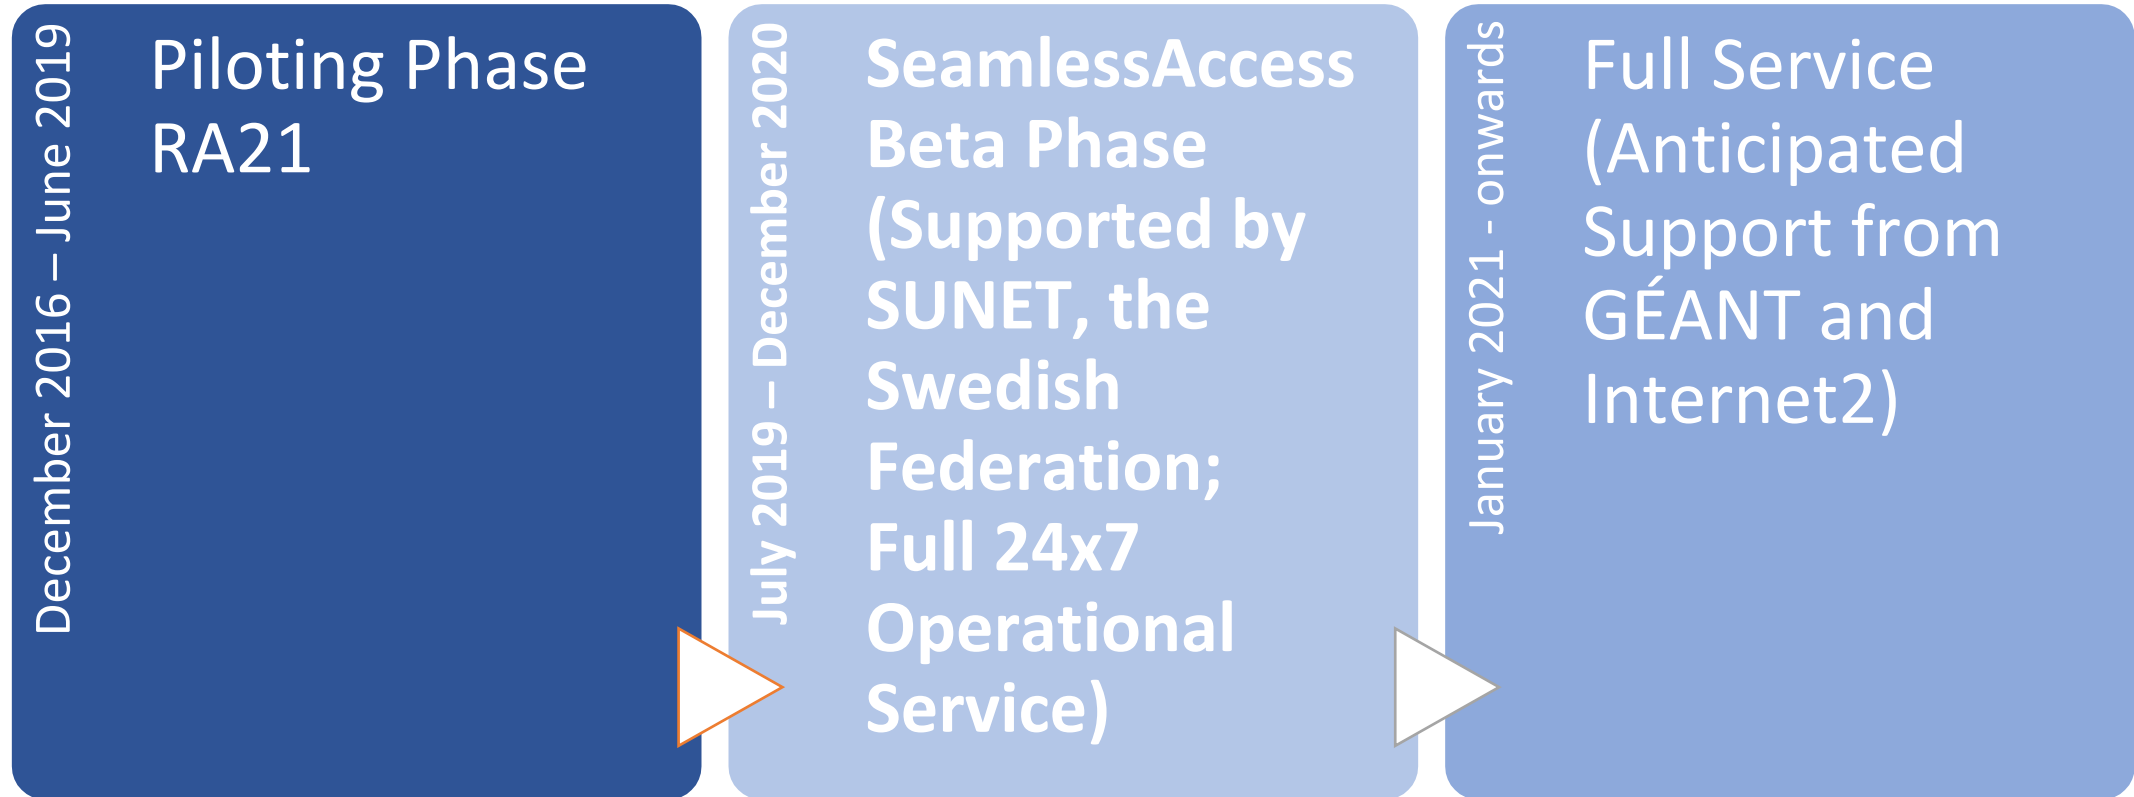 December 2016 – June 2019
Piloting Phase
RA21
July 2019 – December 2020
SeamlessAccess
Beta Phase
(Supported by
SUNET, the
Swedish
Federation;
Full 24x7
Operational
Service)
January 2021 - onwards
Full Service
(Anticipated
Support from
GÉANT and
Internet2)